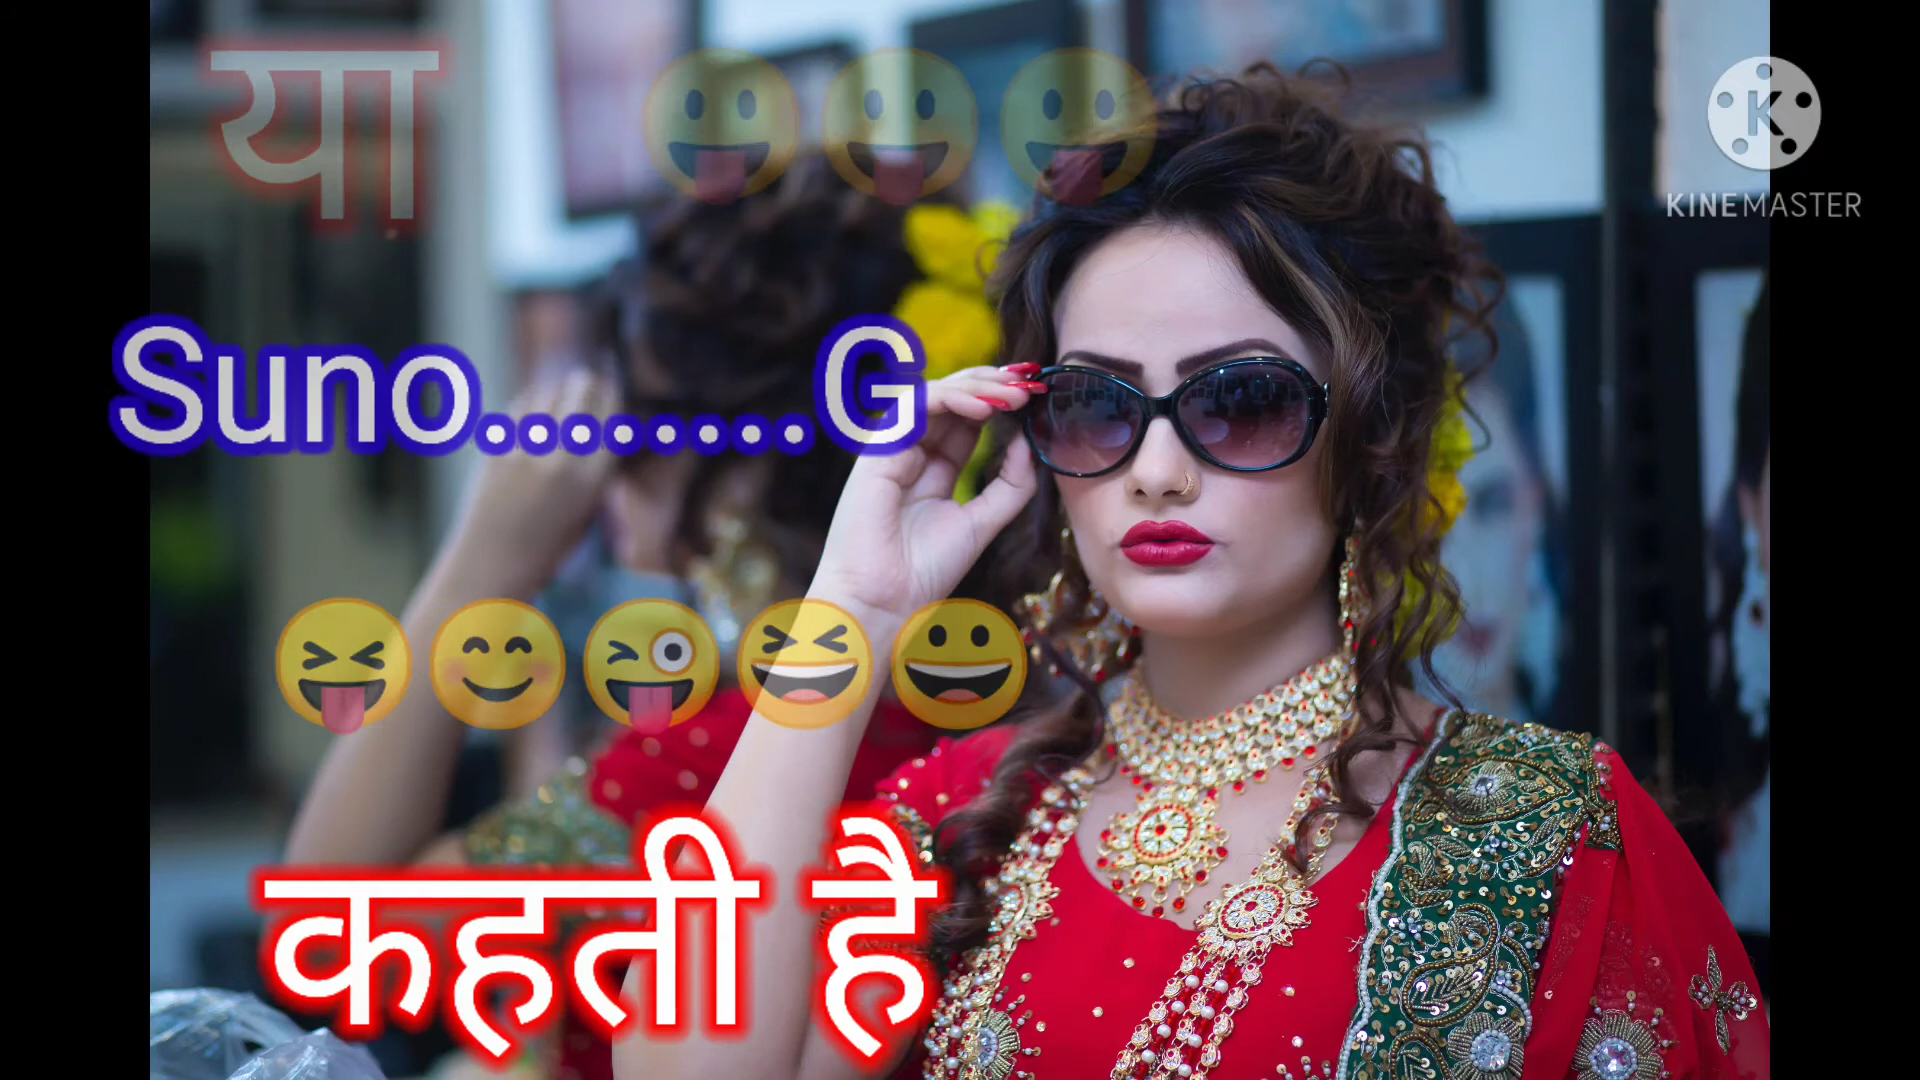 या 😛😛😛
KINEMASTER
Suno.........G
😝😊😜😆😀
कहती है